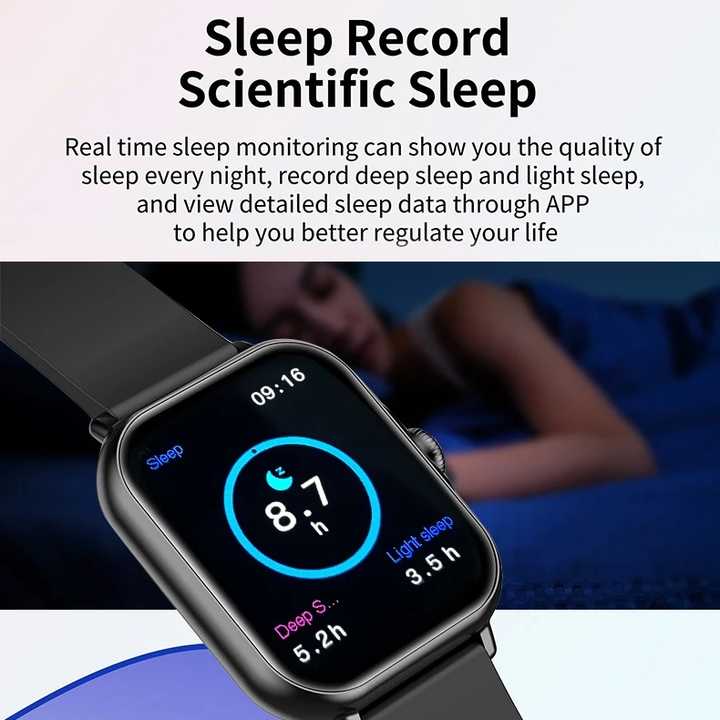 Sleep Record
Scientific Sleep
Real time sleep monitoring can show you the quality of
sleep every night, record deep sleep and light sleep,
and view detailed sleep data through APP
to help you better regulate your life
09:16
Sleep
z
8.7
h
Light sleep
3.5 h
Deep S...
5.2h